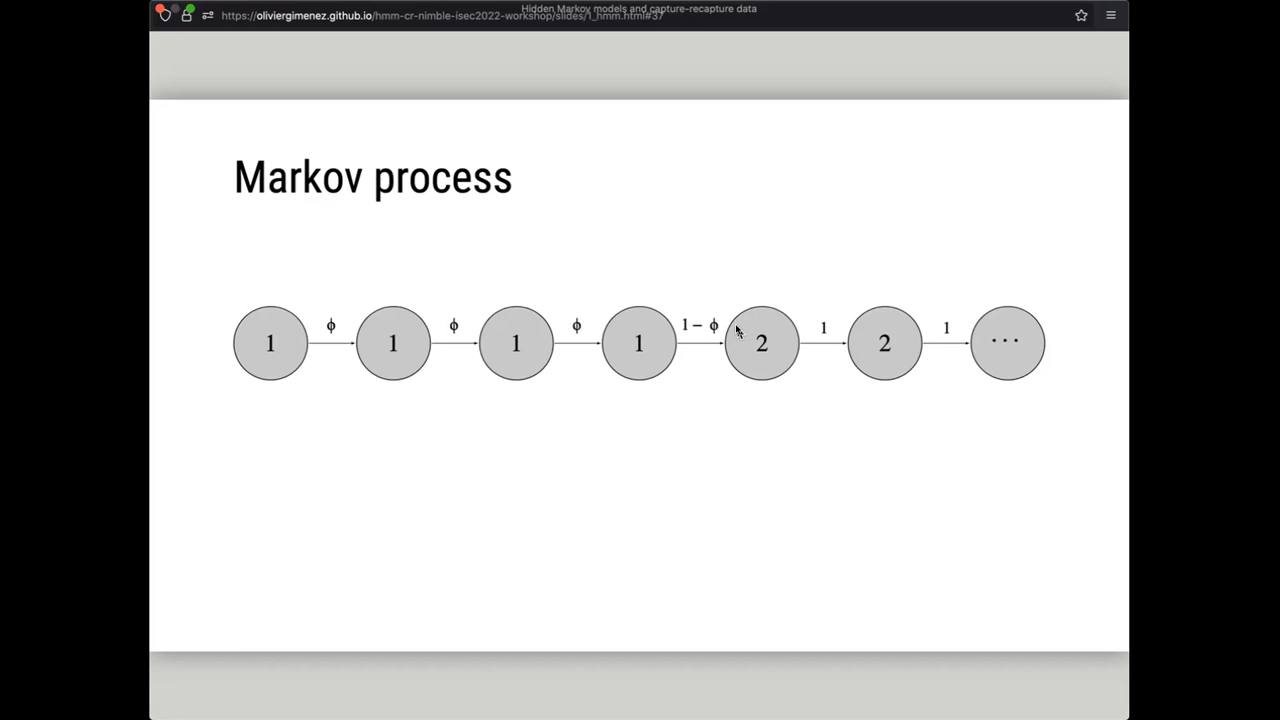 Hidden Markov models and capture-recapture data
https://oliviergimenez.github.io/hmm-cr-nimble-isec2022-workshop/slides/1_hmm.html#37
Markov process
ϕ ϕ ϕ 1 − ϕ 1 1
1 1 1 1 2 2 ···